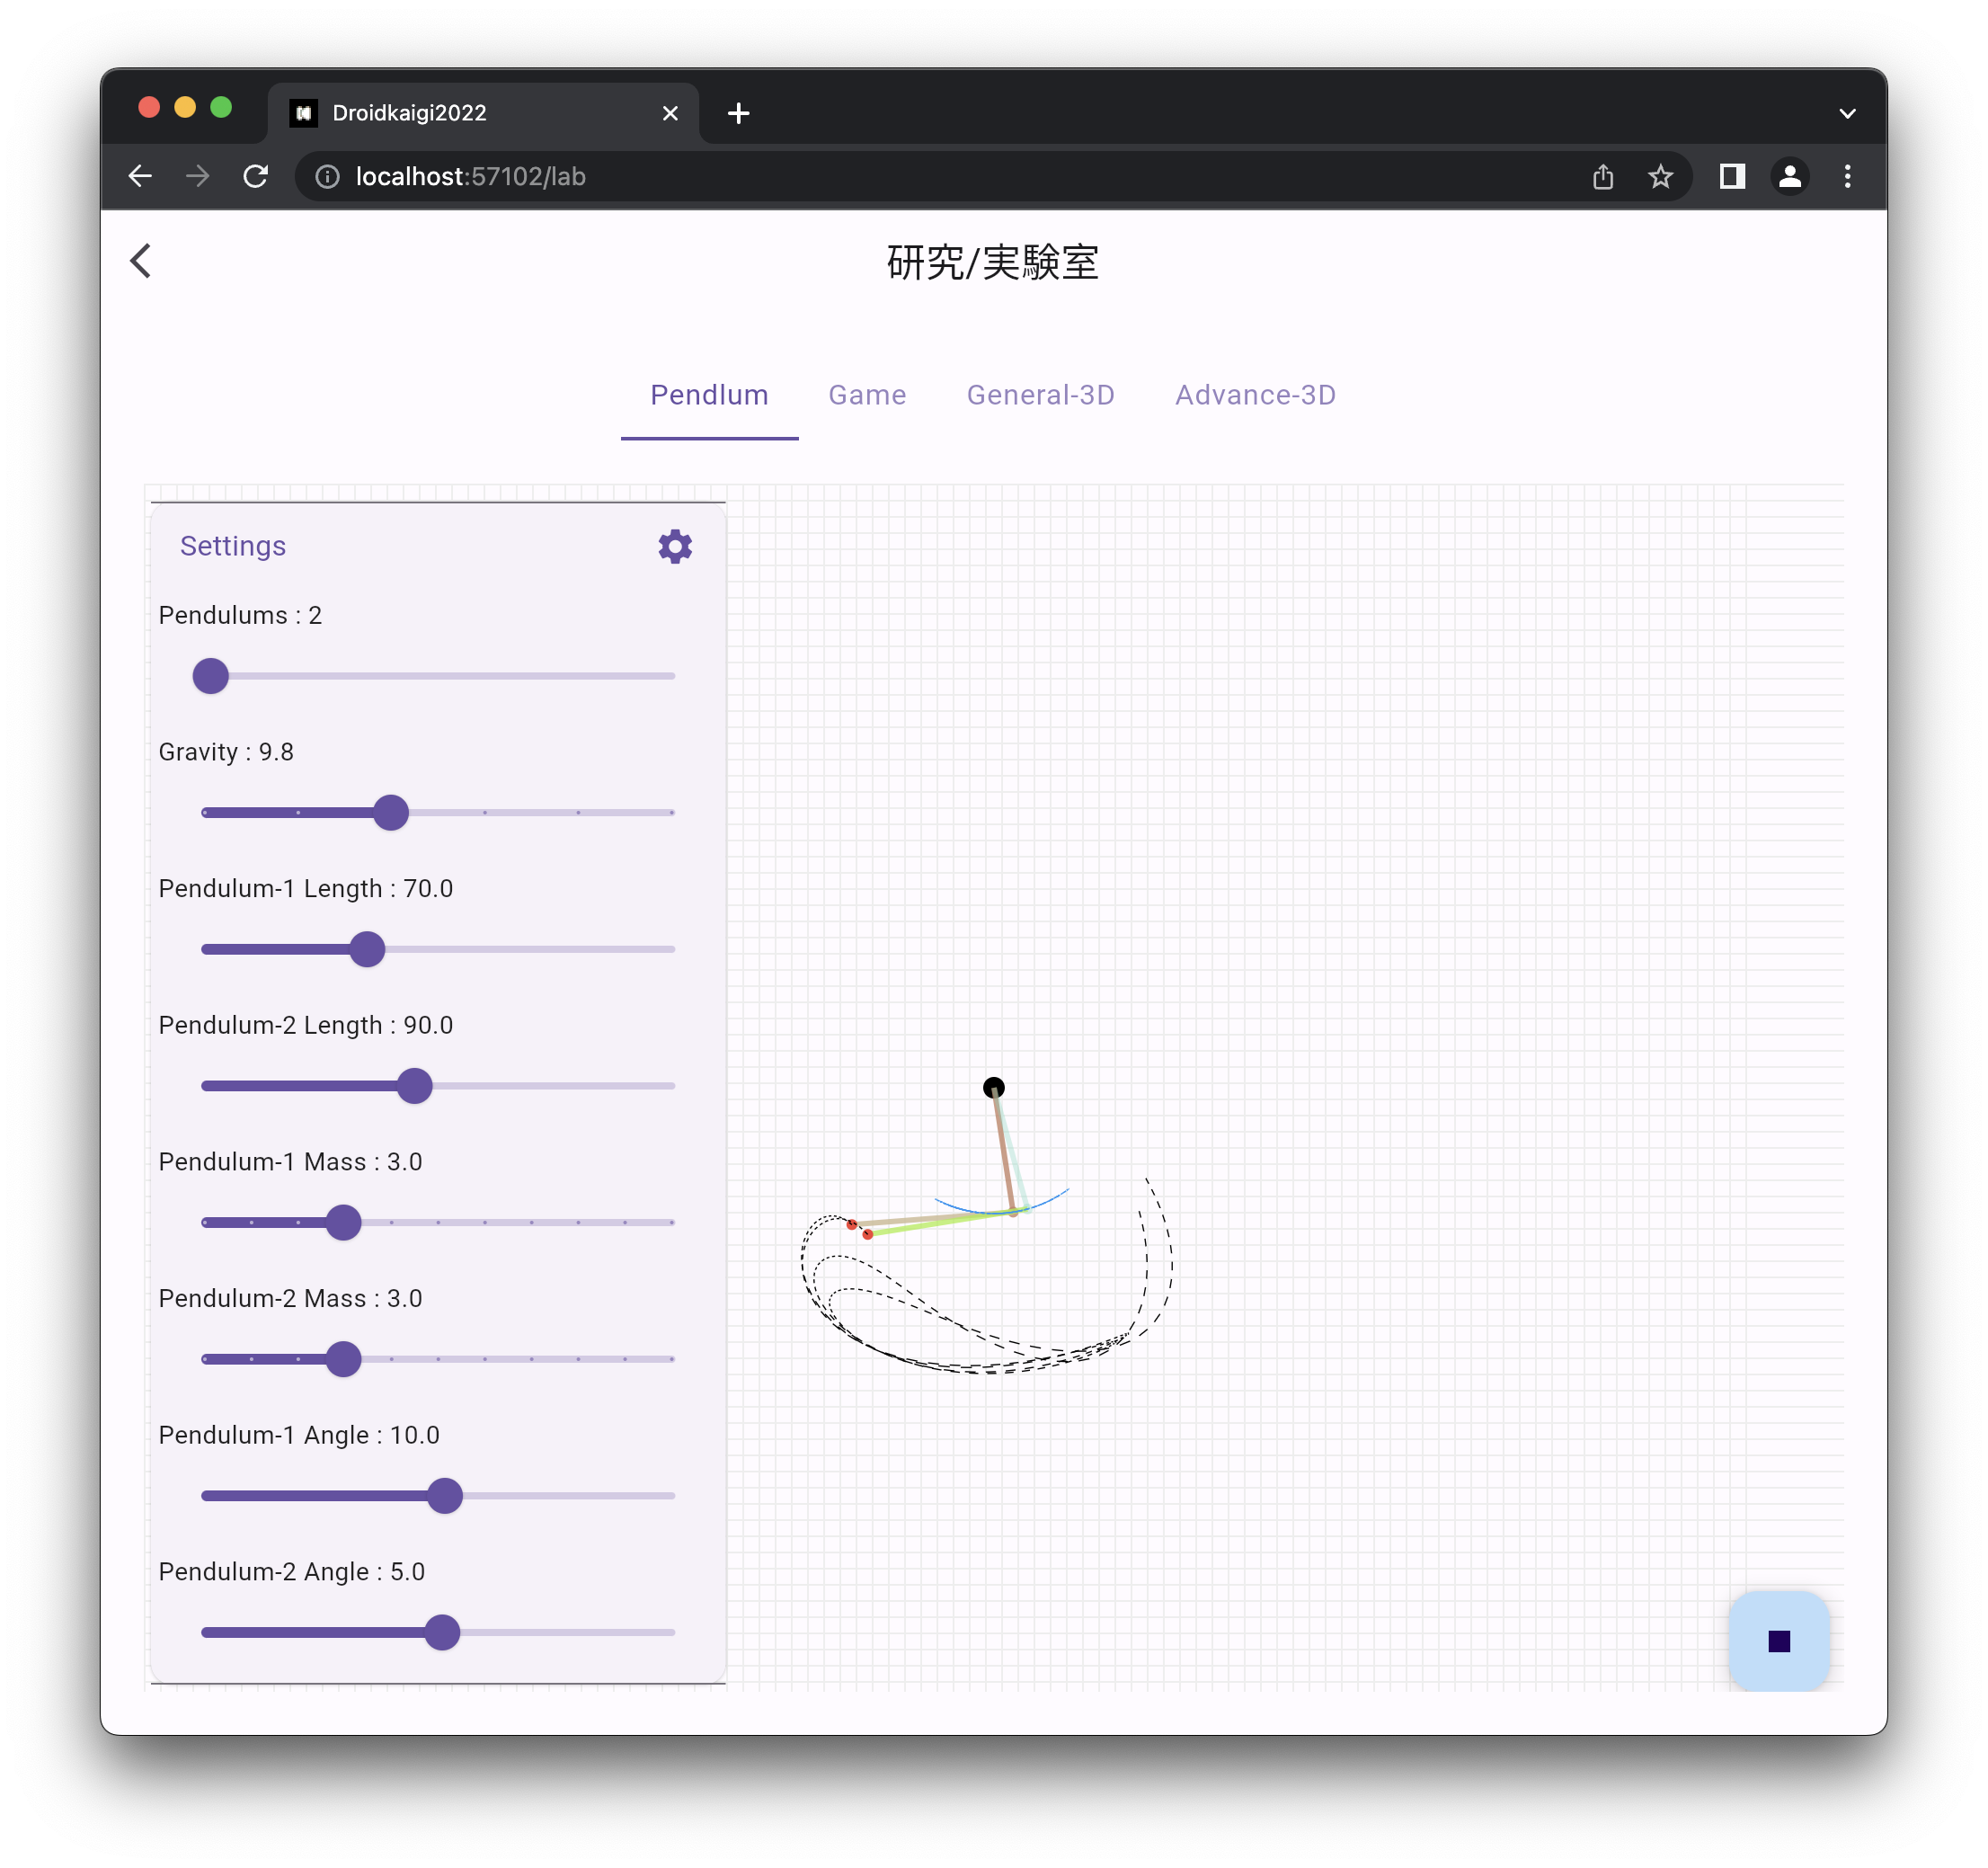 Droidkaigi2022
localhost:57102/lab
研究/実験室
Pendlum Game General-3D Advance-3D
Settings
Pendulums : 2
Gravity : 9.8
Pendulum-1 Length : 70.0
Pendulum-2 Length : 90.0
Pendulum-1 Mass : 3.0
Pendulum-2 Mass : 3.0
Pendulum-1 Angle : 10.0
Pendulum-2 Angle : 5.0